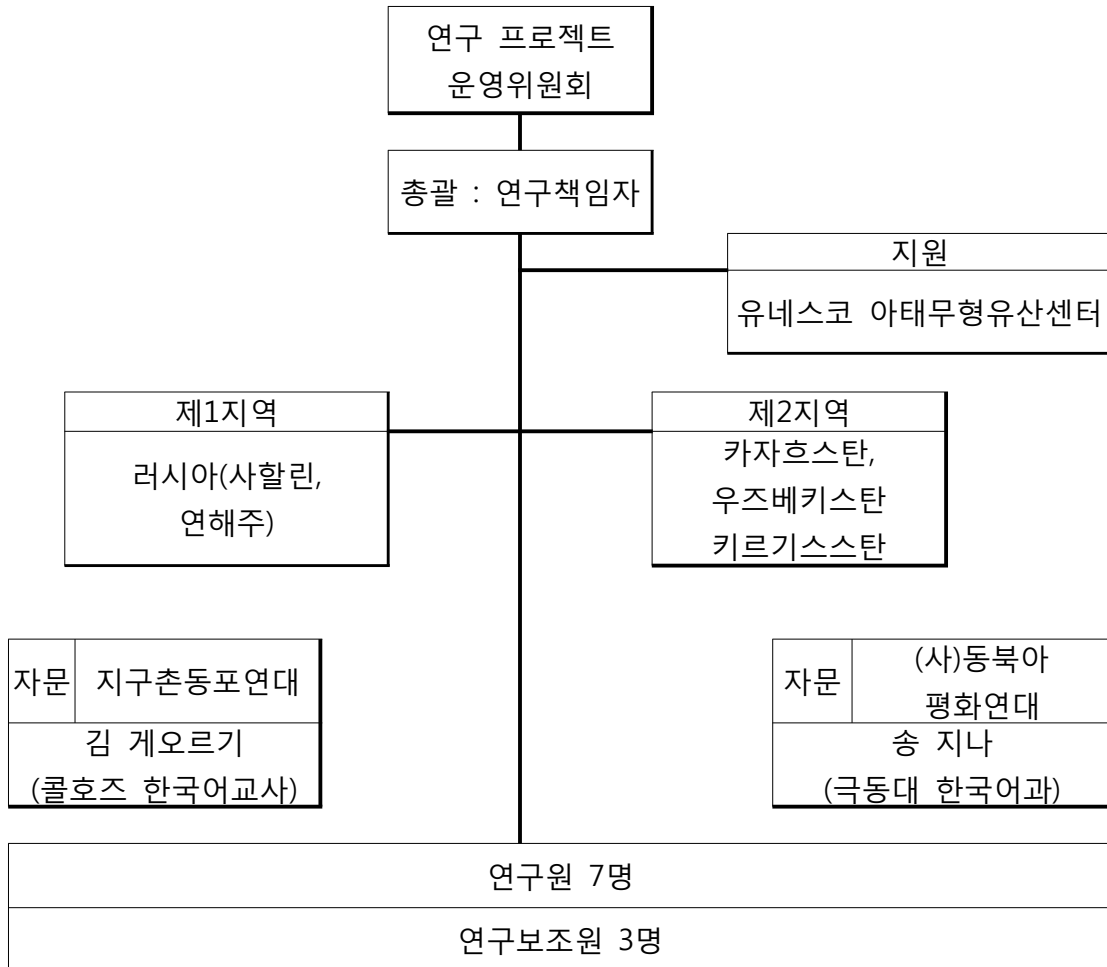 연구 프로젝트
운영위원회
총괄 : 연구책임자
지원
유네스코 아태무형유산센터
제1지역
러시아(사할린,
연해주)
제2지역
카자흐스탄,
우즈베키스탄
키르기스스탄
자문
지구촌동포연대
김 게오르기
(콜호즈 한국어교사)
자문
(사)동북아
평화연대
송 지나
(극동대 한국어과)
연구원 7명
연구보조원 3명